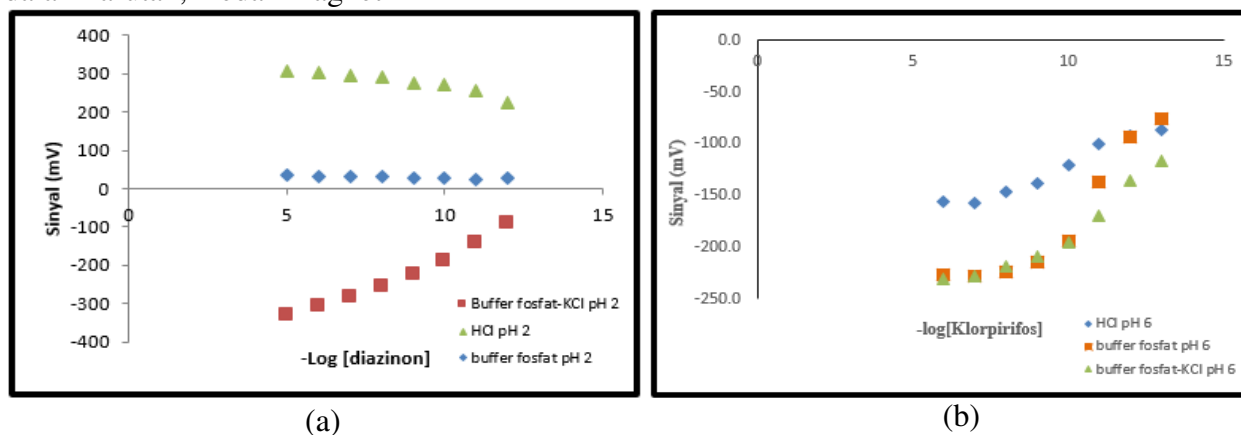 400
300
200
100
0
-100
-200
-300
-400
0
5
10
15
Sinyal (mV)
-Log [diazinon]
Buffer fosfat-KCl pH 2
HCl pH 2
buffer fosfat pH 2
(a)
0.0
-50.0
-100.0
-150.0
-200.0
-250.0
0
5
10
15
Sinyal (mV)
-log[Klorpirifos]
HCl pH 6
buffer fosfat pH 6
buffer fosfat-KCl pH 6
(b)